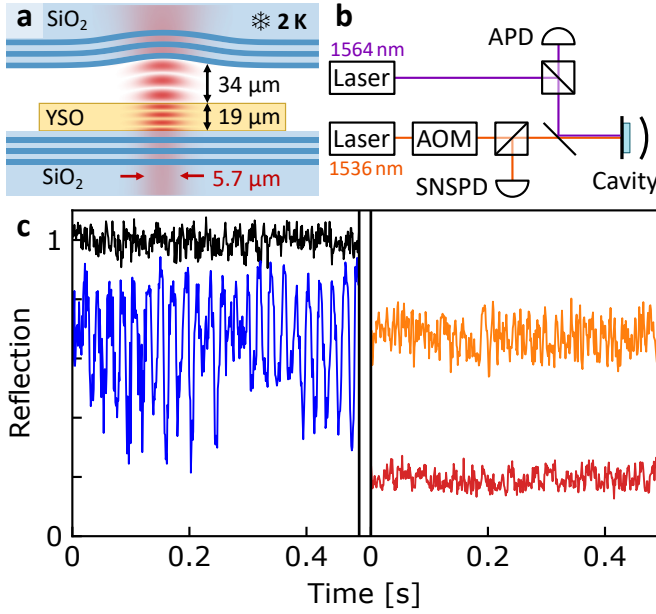 a
SiO₂
❄ 2 K
34 µm
YSO
19 µm
SiO₂
5.7 µm
b
APD
1564 nm
Laser
Laser
AOM
1536 nm
SNSPD
Cavity
c
Reflection
1
0
0
0.2
0.4
0
0.2
0.4
Time [s]